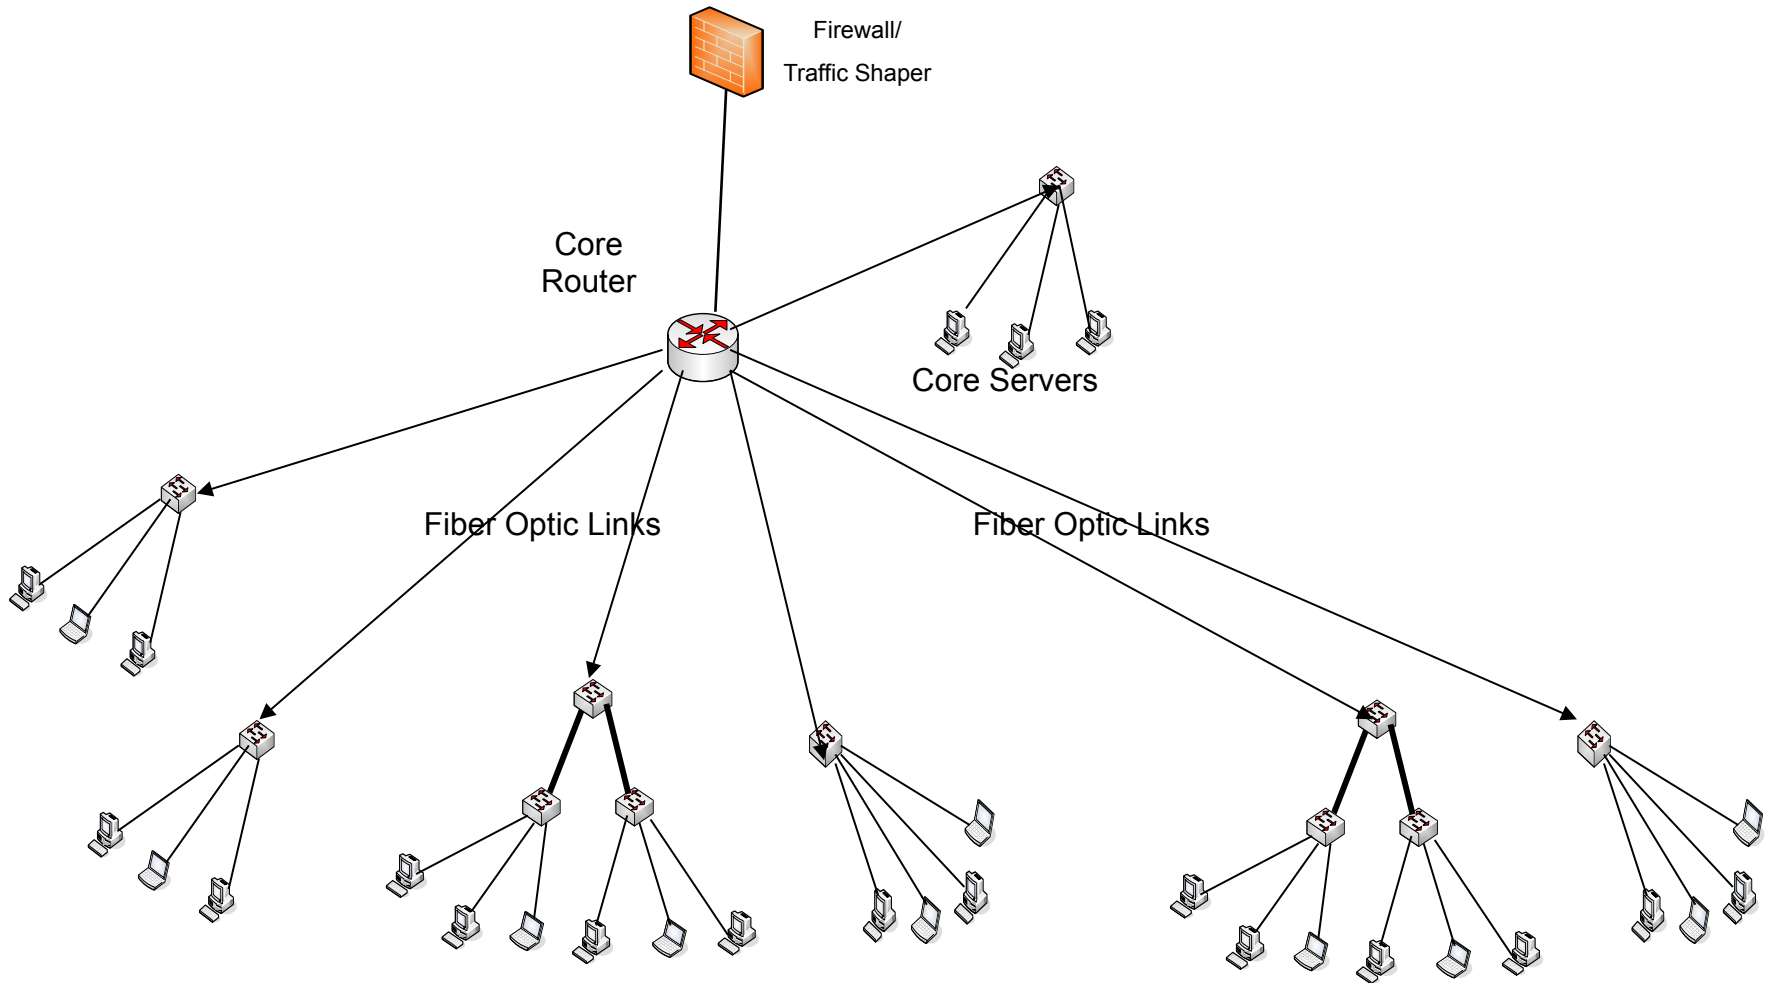 Firewall/
Traffic Shaper
Core
Router
Core Servers
Fiber Optic Links
Fiber Optic Links